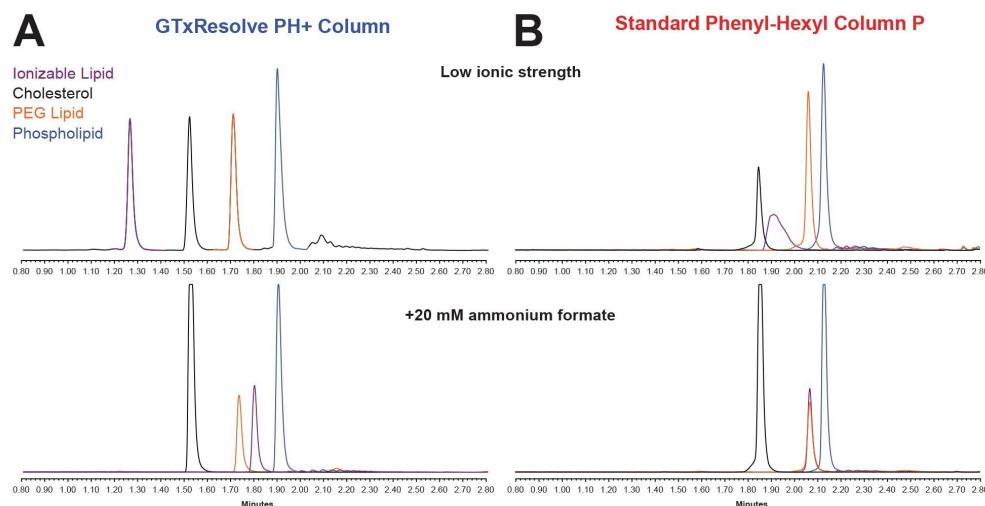 A
GTxResolve PH+ Column
B
Standard Phenyl-Hexyl Column P
Ionizable Lipid
Cholesterol
PEG Lipid
Phospholipid
Low ionic strength
0.80 0.90 1.00 1.10 1.20 1.30 1.40 1.50 1.60 1.70 1.80 1.90 2.00 2.10 2.20 2.30 2.40 2.50 2.60 2.70 2.80
0.80 0.90 1.00 1.10 1.20 1.30 1.40 1.50 1.60 1.70 1.80 1.90 2.00 2.10 2.20 2.30 2.40 2.50 2.60 2.70 2.80
+20 mM ammonium formate
0.80 0.90 1.00 1.10 1.20 1.30 1.40 1.50 1.60 1.70 1.80 1.90 2.00 2.10 2.20 2.30 2.40 2.50 2.60 2.70 2.80
0.80 0.90 1.00 1.10 1.20 1.30 1.40 1.50 1.60 1.70 1.80 1.90 2.00 2.10 2.20 2.30 2.40 2.50 2.60 2.70 2.80
Minutes
Minutes